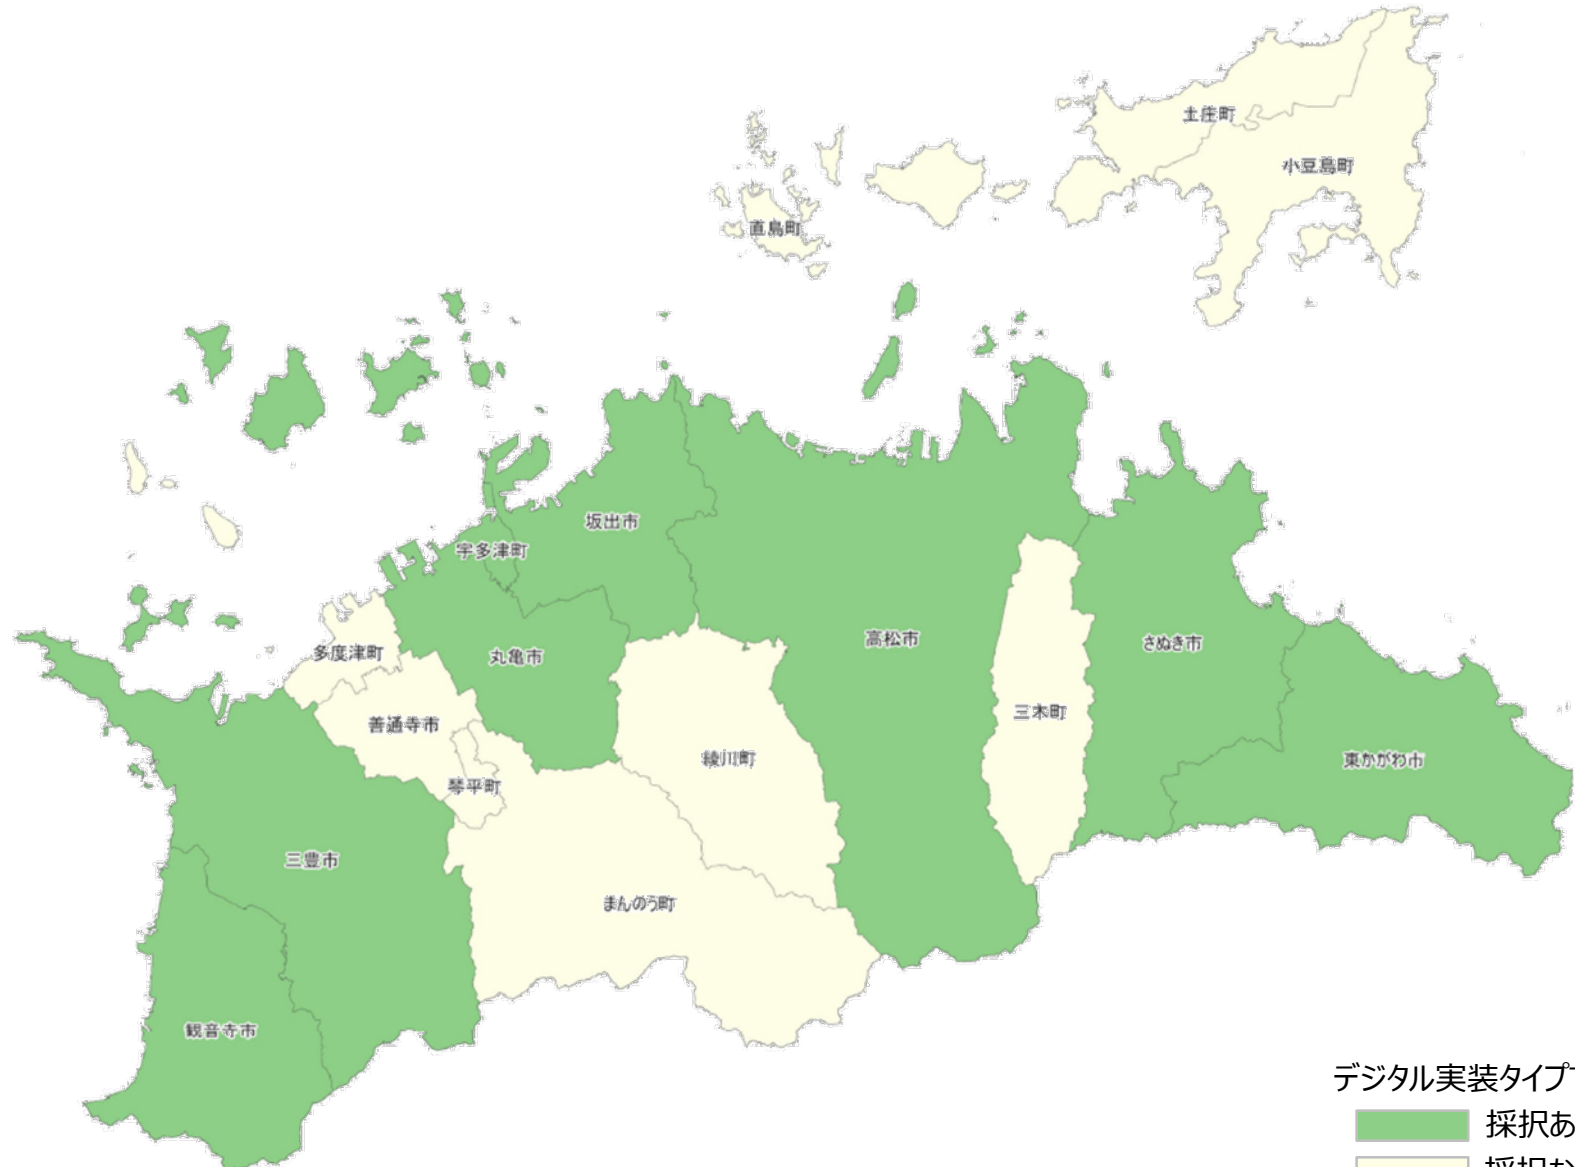 土庄町
小豆島町
直島町
坂出市
宇多津町
高松市
さぬき市
多度津町
丸亀市
三木町
善通寺市
綾川町
東かがわ市
琴平町
三豊市
まんのう町
観音寺市
デジタル実装タイプ
採択あ
採択な